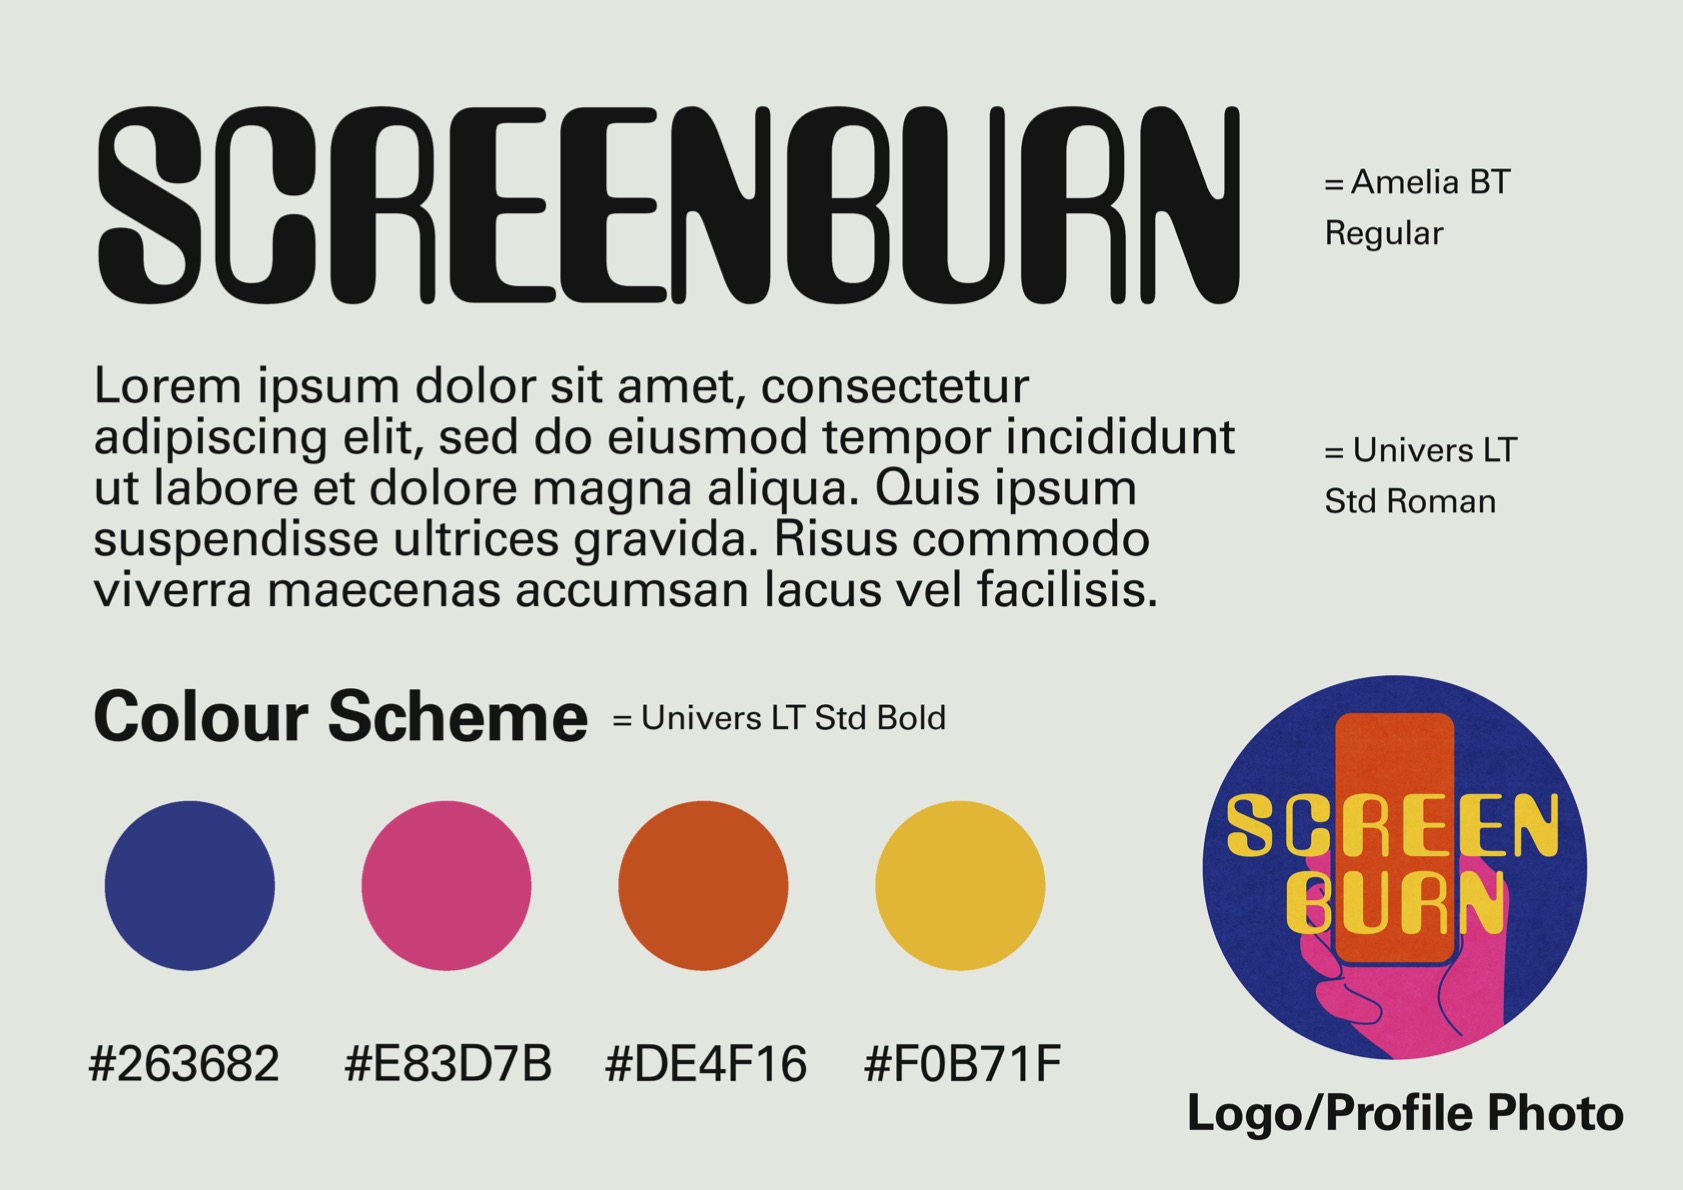 SCREENBURN
= Amelia BT
Regular
Lorem ipsum dolor sit amet, consectetur
adipiscing elit, sed do eiusmod tempor incididunt
ut labore et dolore magna aliqua. Quis ipsum
suspendisse ultrices gravida. Risus commodo
viverra maecenas accumsan lacus vel facilisis.
= Univers LT
Std Roman
Colour Scheme = Univers LT Std Bold
#263682 #E83D7B #DE4F16 #F0B71F
SCREEN
BURN
Logo/Profile Photo